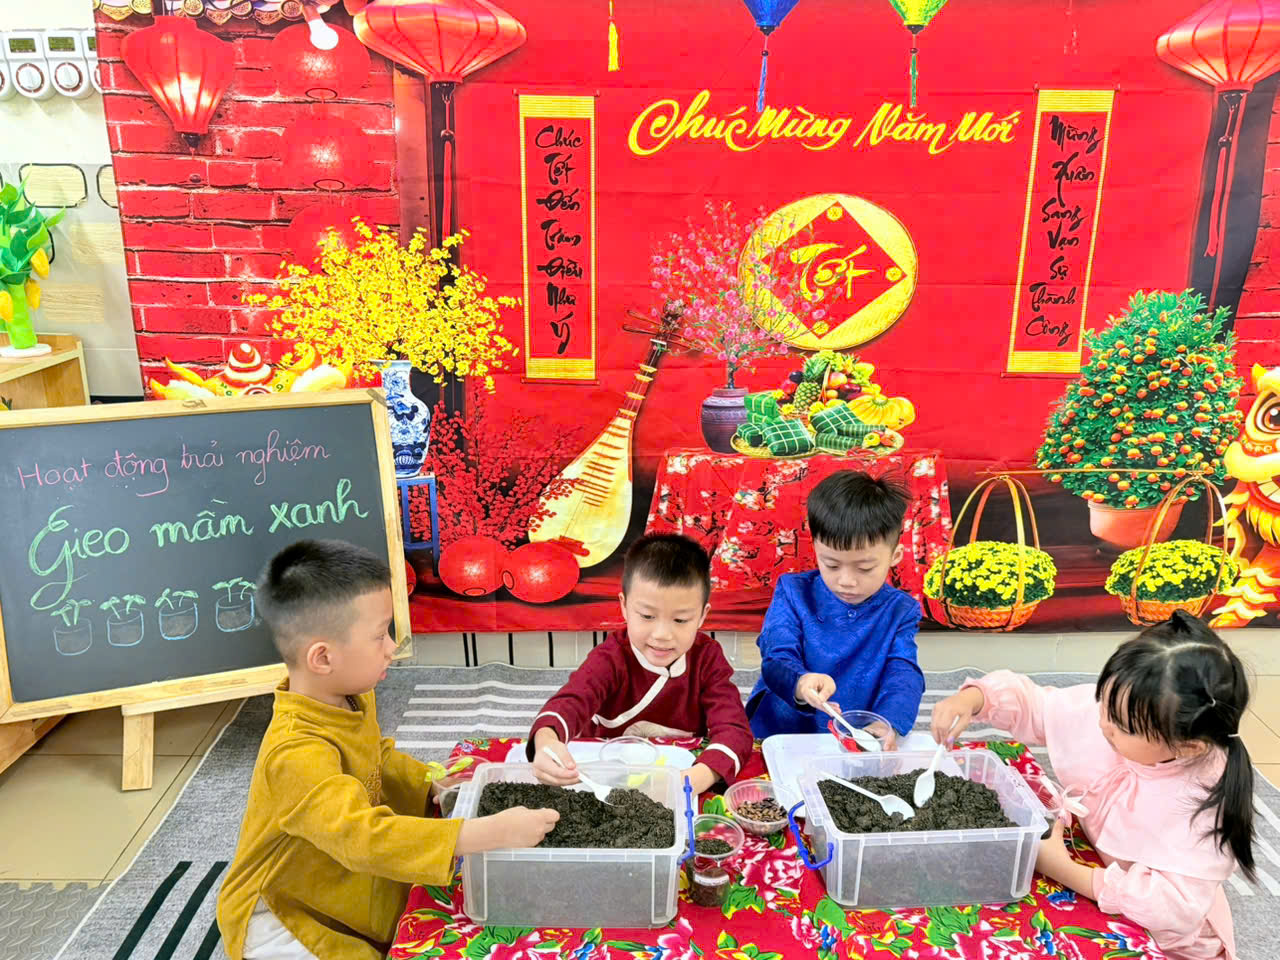 Chúc Mừng Năm Mới
Chúc
Tết
Đến
Trăm
Điều
Như
Ý
Tết
Mừng
Xuân
Sang
Vạn
Sự
Thành
Công
Hoạt động trải nghiệm
Gieo mầm xanh